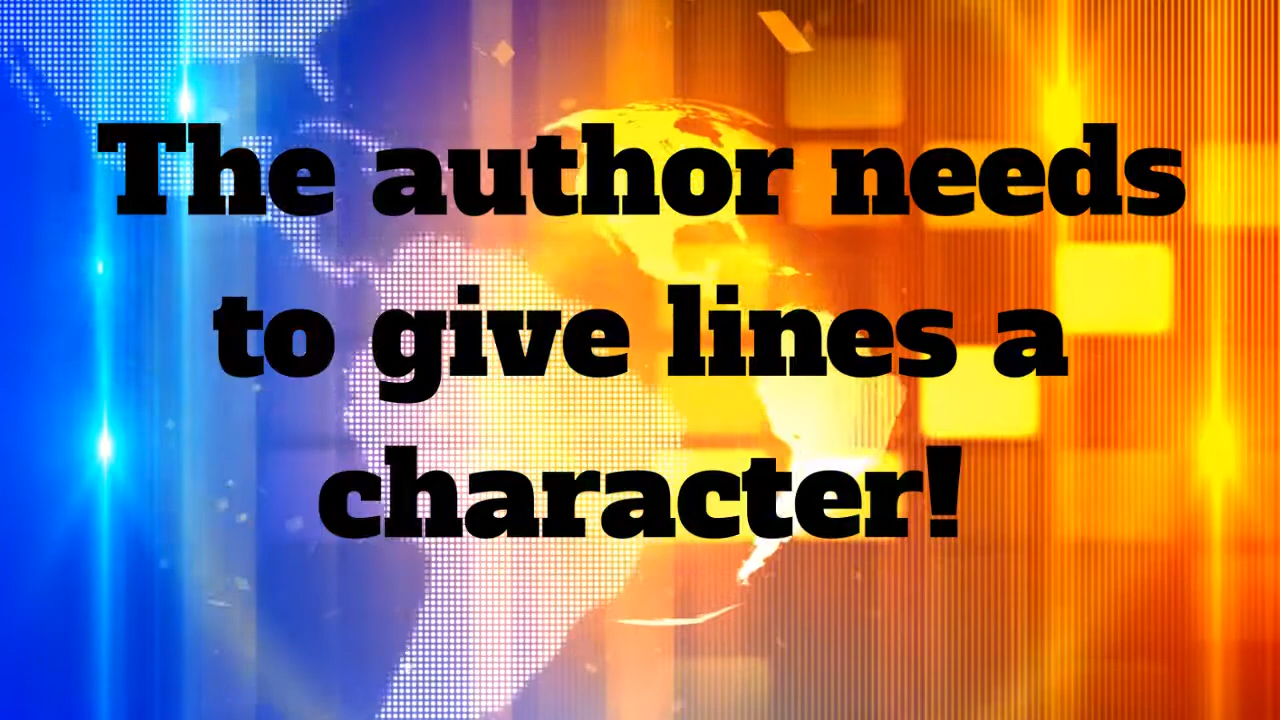 The author needs
to give lines a
character!